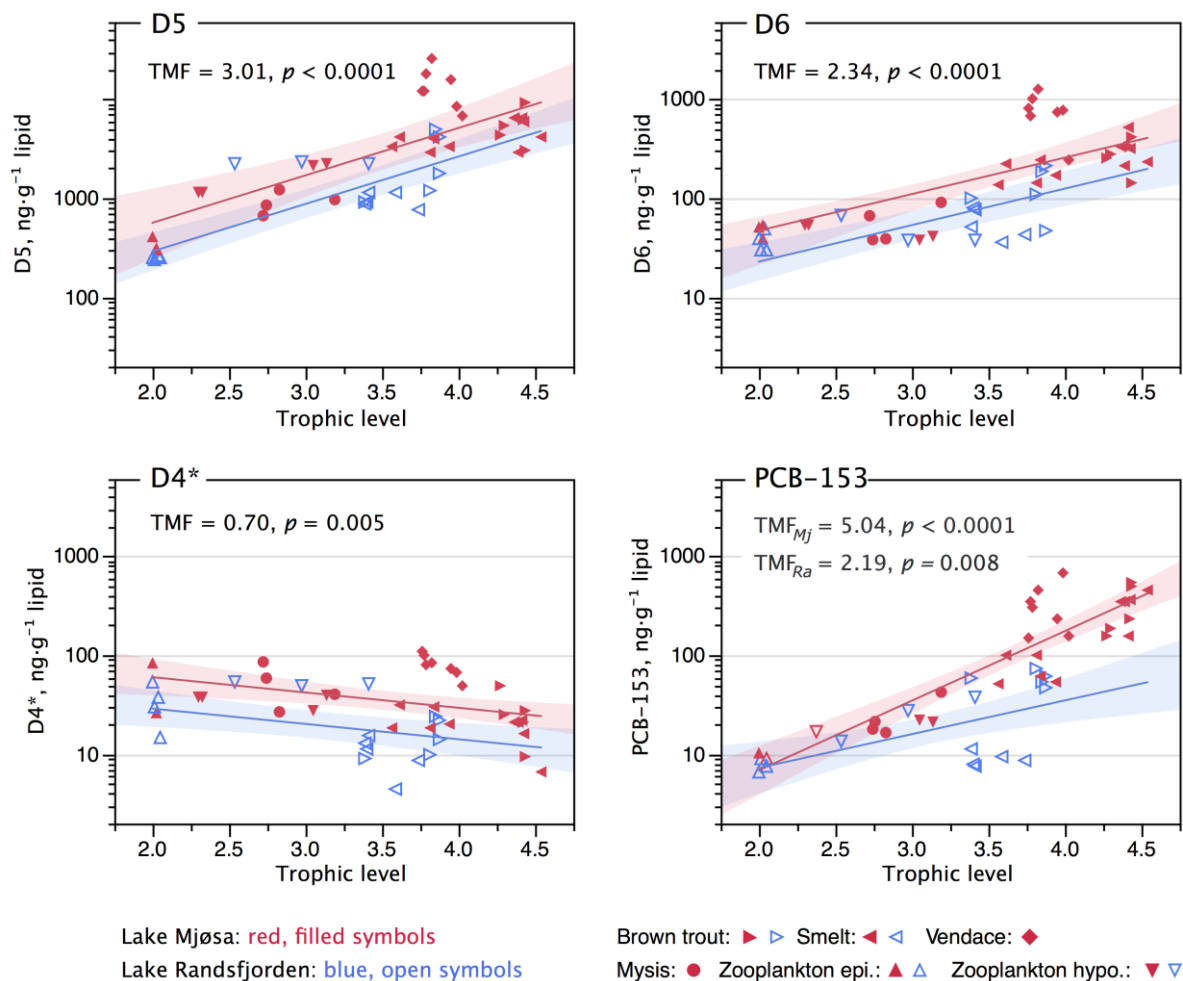 D5
TMF = 3.01, p < 0.0001
D5, ng·g⁻¹ lipid
1000
100
2.0 2.5 3.0 3.5 4.0 4.5
Trophic level
D6
TMF = 2.34, p < 0.0001
D6, ng·g⁻¹ lipid
1000
100
10
2.0 2.5 3.0 3.5 4.0 4.5
Trophic level
D4*
TMF = 0.70, p = 0.005
D4*, ng·g⁻¹ lipid
1000
100
10
2.0 2.5 3.0 3.5 4.0 4.5
Trophic level
PCB-153
TMF_Mj = 5.04, p < 0.0001
TMF_Ra = 2.19, p = 0.008
PCB-153, ng·g⁻¹ lipid
1000
100
10
2.0 2.5 3.0 3.5 4.0 4.5
Trophic level
Lake Mjøsa: red, filled symbols
Lake Randsfjorden: blue, open symbols
Brown trout: Smelt: Vendace:
Mysis: Zooplankton epi.: Zooplankton hypo.: